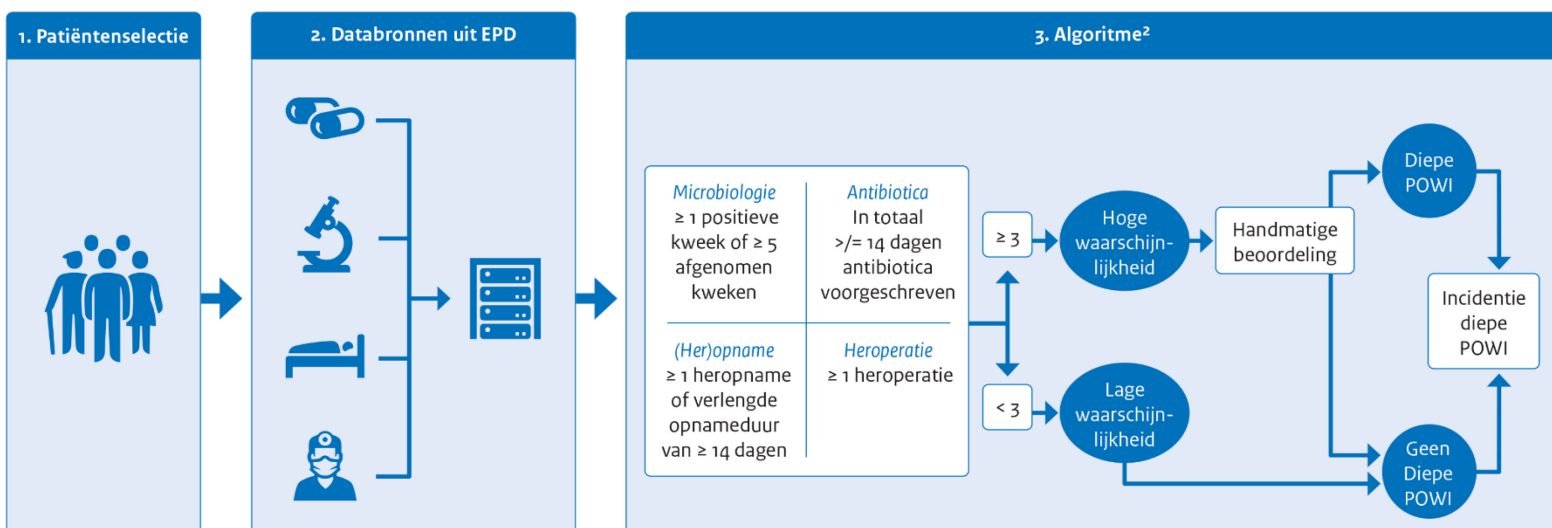 1. Patiëntenselectie
2. Databronnen uit EPD
3. Algoritme²
Microbiologie
≥ 1 positieve
kweek of ≥ 5
afgenomen
kweken
Antibiotica
In totaal
>/= 14 dagen
antibiotica
voorgeschreven
(Her)opname
≥ 1 heropname
of verlengde
opnameduur
van ≥ 14 dagen
Heroperatie
≥ 1 heroperatie
≥ 3
Hoge
waarschijn-
lijkheid
Handmatige
beoordeling
Diepe
POWI
< 3
Lage
waarschijn-
lijkheid
Geen
Diepe
POWI
Incidentie
diepe
POWI